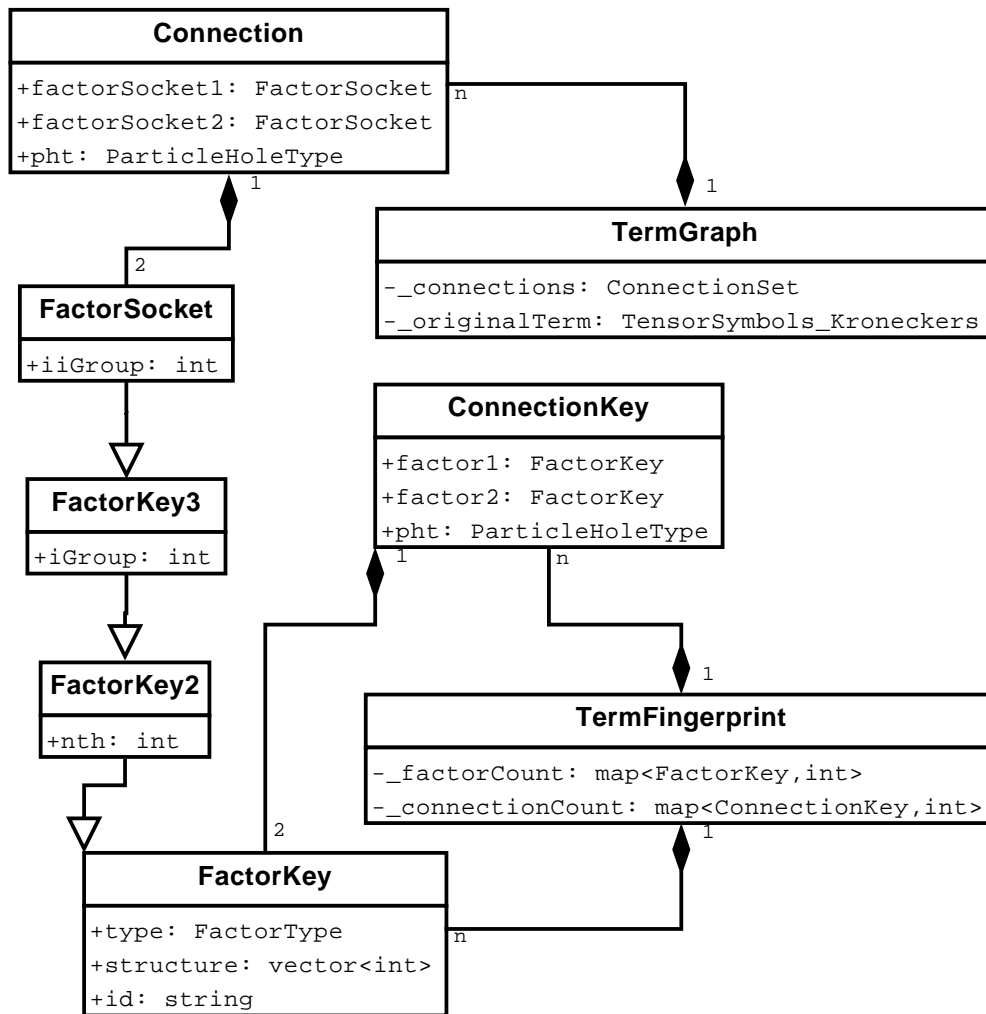 Connection
+factorSocket1: FactorSocket
+factorSocket2: FactorSocket
+pht: ParticleHoleType
n
1
1
2
TermGraph
-_connections: ConnectionSet
-_originalTerm: TensorSymbols_Kroneckers
FactorSocket
+iiGroup: int
ConnectionKey
+factor1: FactorKey
+factor2: FactorKey
+pht: ParticleHoleType
1
n
FactorKey3
+iGroup: int
FactorKey2
+nth: int
1
TermFingerprint
-_factorCount: map<FactorKey,int>
-_connectionCount: map<ConnectionKey,int>
2
1
FactorKey
+type: FactorType
+structure: vector<int>
+id: string
n